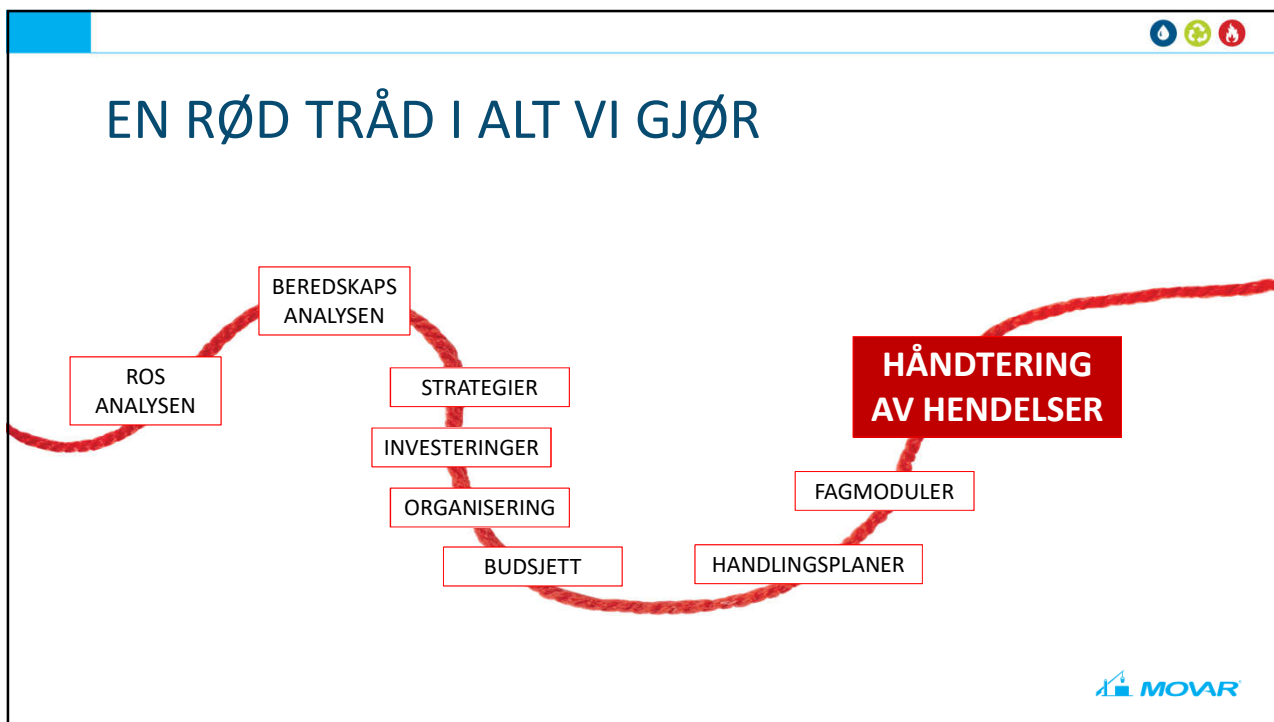 EN RØD TRÅD I ALT VI GJØR
ROS
ANALYSEN
BEREDSKAPS
ANALYSEN
STRATEGIER
INVESTERINGER
ORGANISERING
BUDSJETT
HANDLINGSPLANER
FAGMODULER
HÅNDTERING
AV HENDELSER
MOVAR